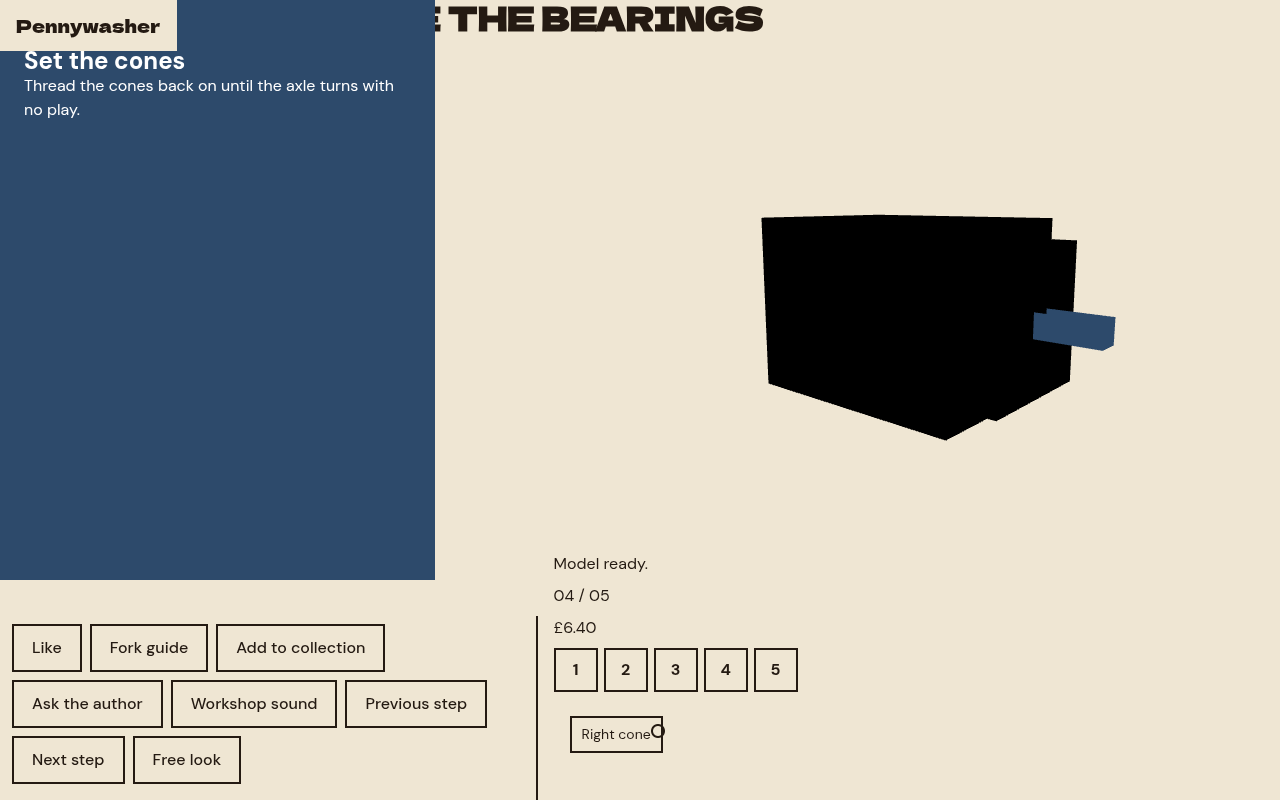 Pennywasher
THE BEARINGS
Set the cones
Thread the cones back on until the axle turns with
no play.
Model ready.
04 / 05
£6.40
1 2 3 4 5
Right cone
Like Fork guide Add to collection
Ask the author Workshop sound Previous step
Next step Free look